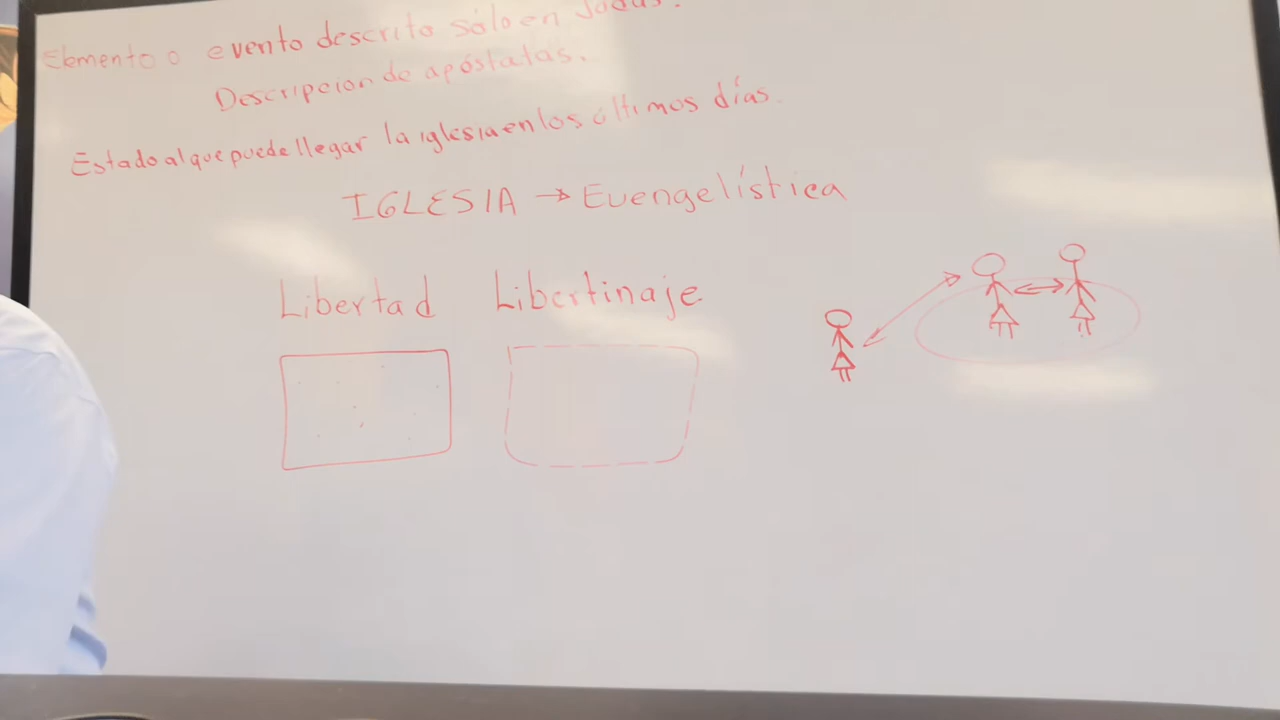 Elemento o evento descrito sólo en Judas.
Descripcion de apóstatas.
Estado al que puede llegar la iglesia en los últimos días.
IGLESIA → Evengelística
Libertad Libertinaje.